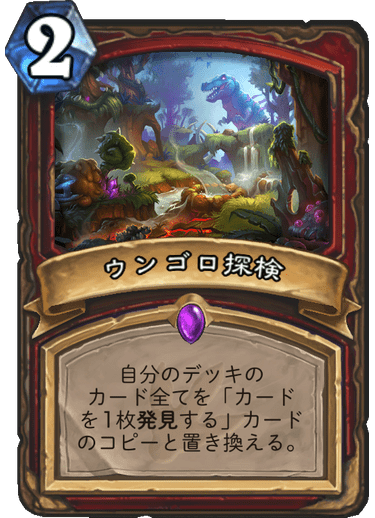 2
ウンゴロ探検
自分のデッキの
カード全てを「カード
を1枚発見する」カード
のコピーと置き換える。